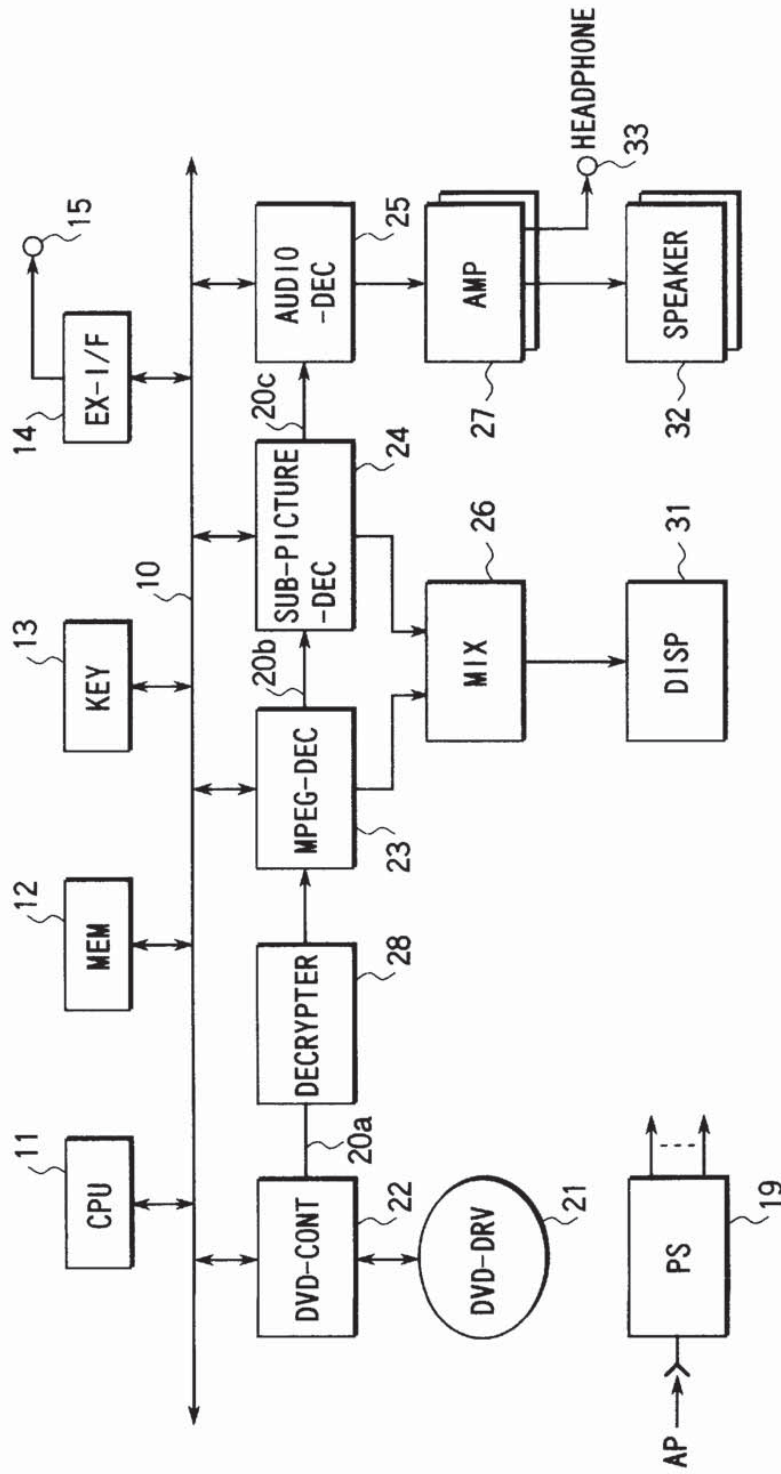 11
CPU
12
MEM
13
KEY
14
EX-I/F
15
10
DVD-CONT
22
20a
DECRYPTER
28
MPEG-DEC
23
20b
SUB-PICTURE
-DEC
24
20c
AUDIO
-DEC
25
DVD-DRV
21
MIX
26
AMP
27
HEADPHONE
33
AP
PS
19
DISP
31
SPEAKER
32